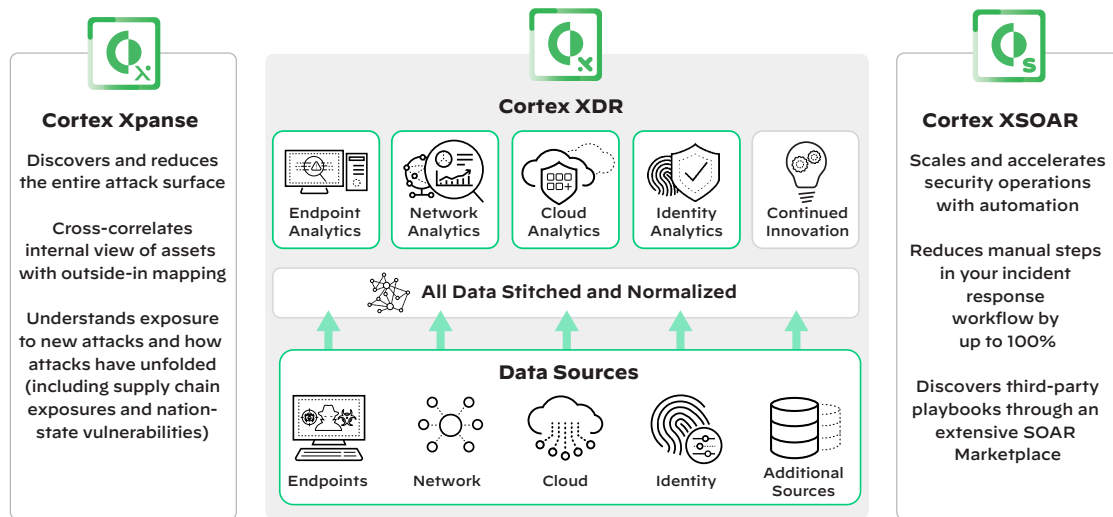 Cortex Xpanse
Discovers and reduces
the entire attack surface
Cross-correlates
internal view of assets
with outside-in mapping
Understands exposure
to new attacks and how
attacks have unfolded
(including supply chain
exposures and nation-
state vulnerabilities)
Cortex XDR
Endpoint
Analytics
Network
Analytics
Cloud
Analytics
Identity
Analytics
Continued
Innovation
All Data Stitched and Normalized
Data Sources
Endpoints
Network
Cloud
Identity
Additional
Sources
Cortex XSOAR
Scales and accelerates
security operations
with automation
Reduces manual steps
in your incident
response
workflow by
up to 100%
Discovers third-party
playbooks through an
extensive SOAR
Marketplace